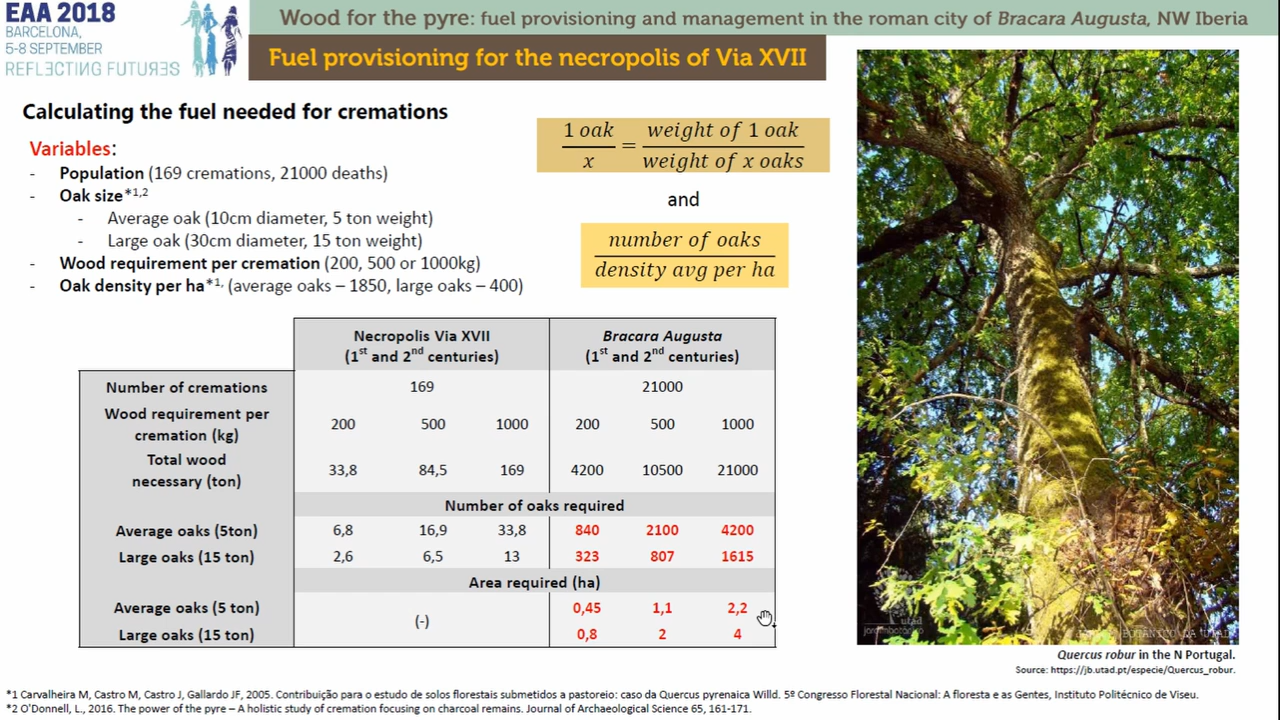 EAA 2018
BARCELONA,
5-8 SEPTEMBER
REFLECTING FUTURES
Wood for the pyre: fuel provisioning and management in the roman city of Bracara Augusta, NW Iberia
Fuel provisioning for the necropolis of Via XVII
Calculating the fuel needed for cremations
Variables:
- Population (169 cremations, 21000 deaths)
- Oak size*1,2
- Average oak (10cm diameter, 5 ton weight)
- Large oak (30cm diameter, 15 ton weight)
- Wood requirement per cremation (200, 500 or 1000kg)
- Oak density per ha*1, (average oaks – 1850, large oaks – 400)
1 oak / x = weight of 1 oak / weight of x oaks
and
number of oaks / density avg per ha
Necropolis Via XVII Bracara Augusta
(1st and 2nd centuries) (1st and 2nd centuries)
Number of cremations 169 21000
Wood requirement per
cremation (kg) 200 500 1000 200 500 1000
Total wood
necessary (ton) 33,8 84,5 169 4200 10500 21000
Number of oaks required
Average oaks (5ton) 6,8 16,9 33,8 840 2100 4200
Large oaks (15 ton) 2,6 6,5 13 323 807 1615
Area required (ha)
Average oaks (5 ton) 0,45 1,1 2,2
(-)
Large oaks (15 ton) 0,8 2 4
utad
jardimbotânico
JARDIM BOTÂNICO DA UTAD
Quercus robur in the N Portugal.
Source: https://jb.utad.pt/especie/Quercus_robur.
*1 Carvalheira M, Castro M, Castro J, Gallardo JF, 2005. Contribuição para o estudo de solos florestais submetidos a pastoreio: caso da Quercus pyrenaica Willd. 5º Congresso Florestal Nacional: A floresta e as Gentes, Instituto Politécnico de Viseu.
*2 O'Donnell, L., 2016. The power of the pyre – A holistic study of cremation focusing on charcoal remains. Journal of Archaeological Science 65, 161-171.